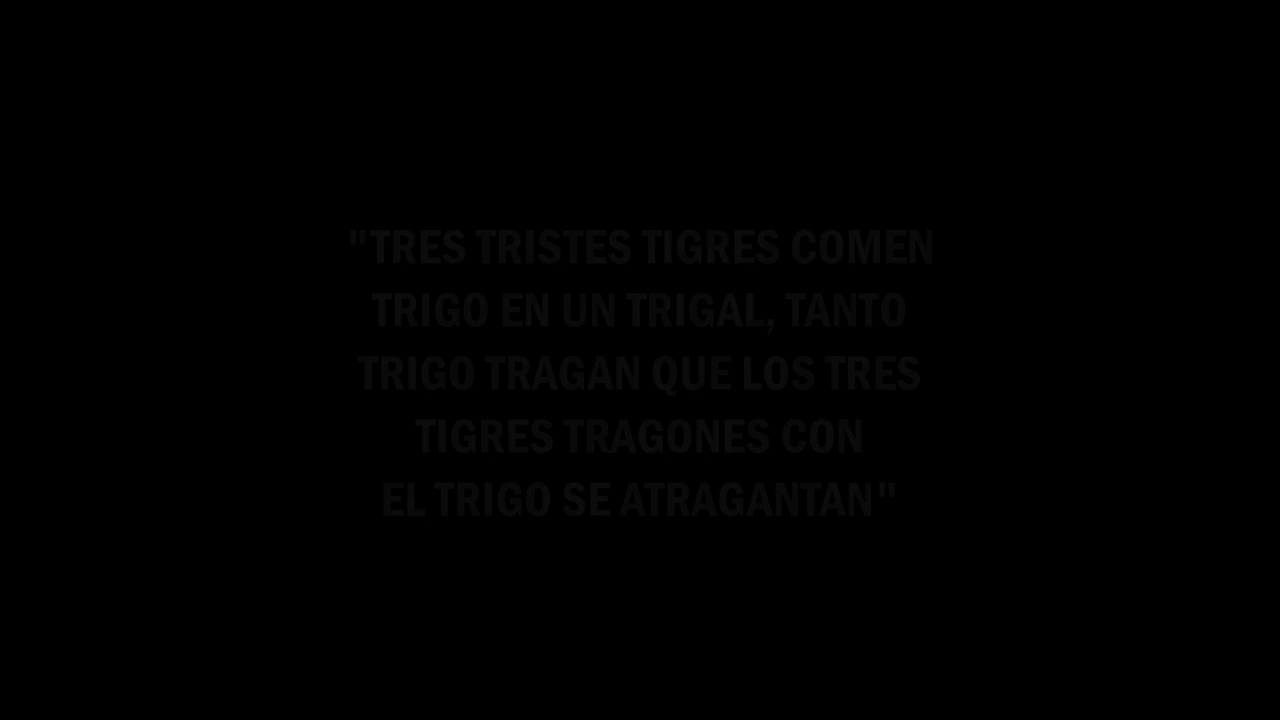 "TRES TRISTES TIGRES COMEN
TRIGO EN UN TRIGAL, TANTO
TRIGO TRAGAN QUE LOS TRES
TIGRES TRAGONES CON
EL TRIGO SE ATRAGANTAN"